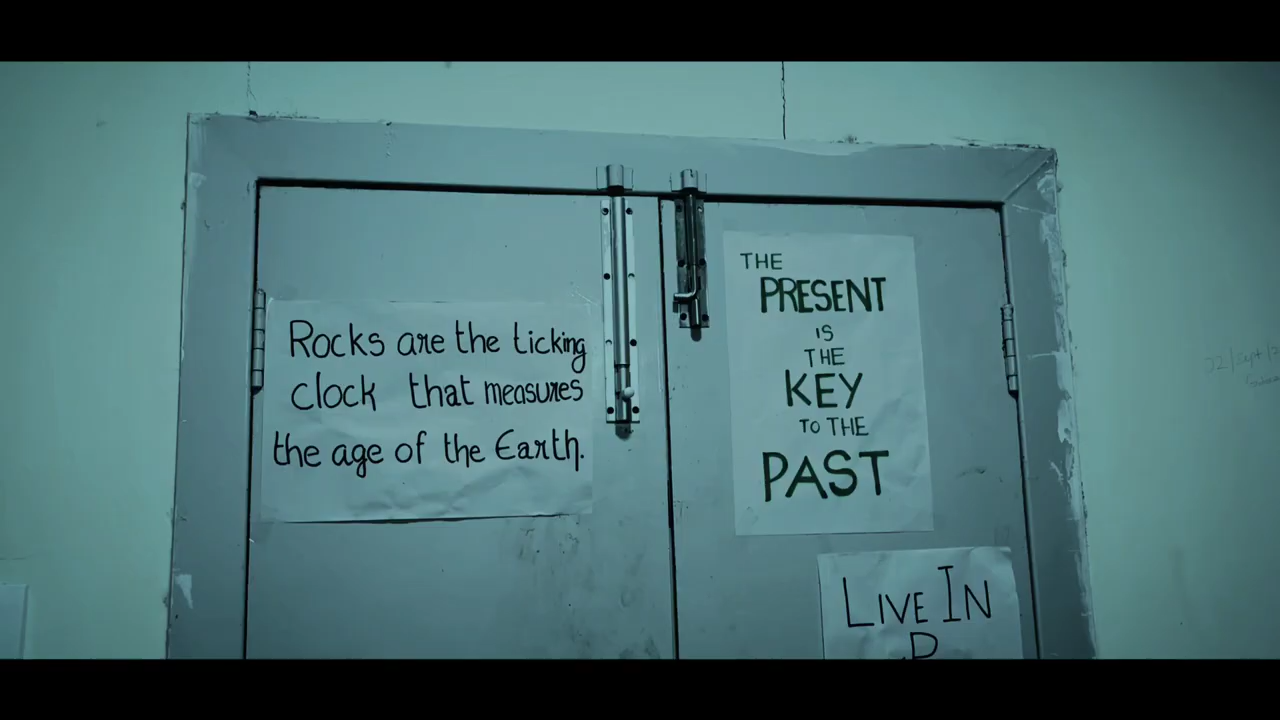 Rocks are the ticking
clock that measures
the age of the Earth.
THE
PRESENT
IS
THE
KEY
TO THE
PAST
LIVE IN